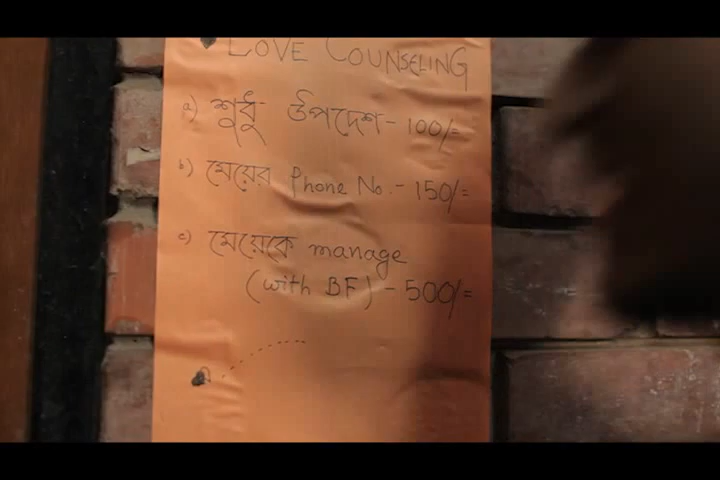 LOVE COUNSELING
a) শুধু উপদেশ - 100/=
b) মেয়ের Phone No. - 150/=
c) মেয়েকে manage
(with BF) - 500/=